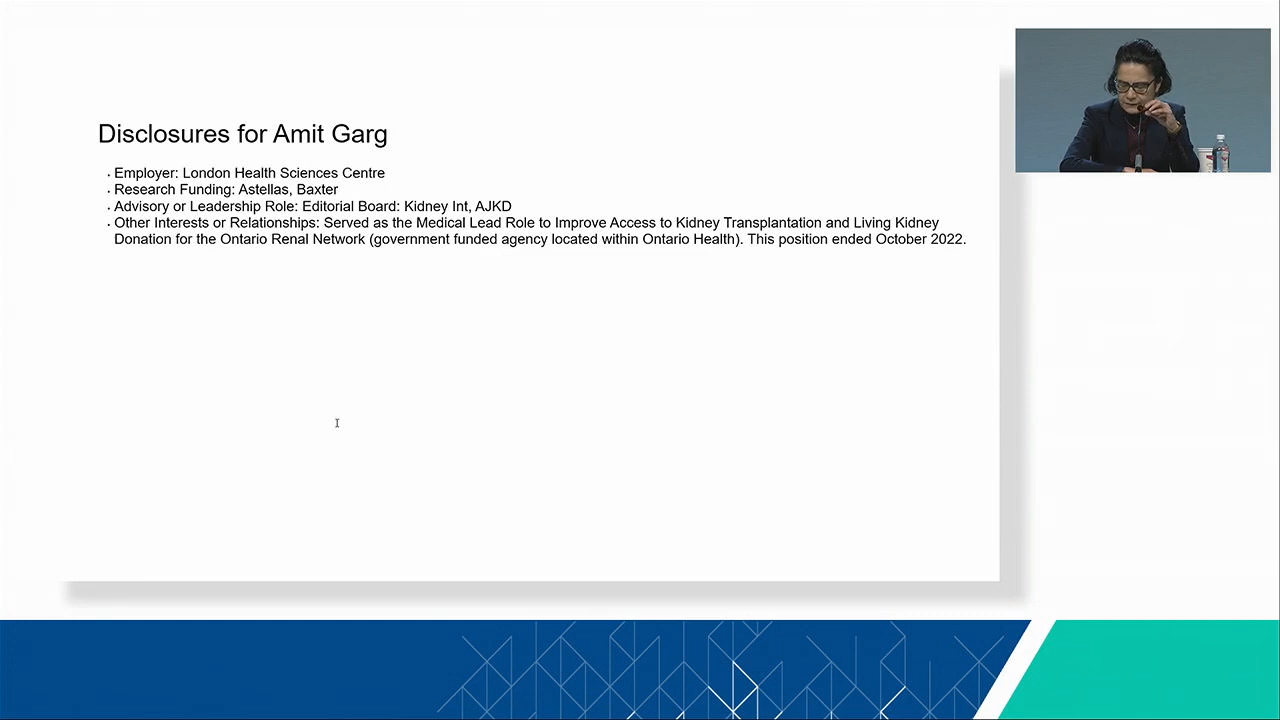 Disclosures for Amit Garg
. Employer: London Health Sciences Centre
. Research Funding: Astellas, Baxter
. Advisory or Leadership Role: Editorial Board: Kidney Int, AJKD
. Other Interests or Relationships: Served as the Medical Lead Role to Improve Access to Kidney Transplantation and Living Kidney
Donation for the Ontario Renal Network (government funded agency located within Ontario Health). This position ended October 2022.